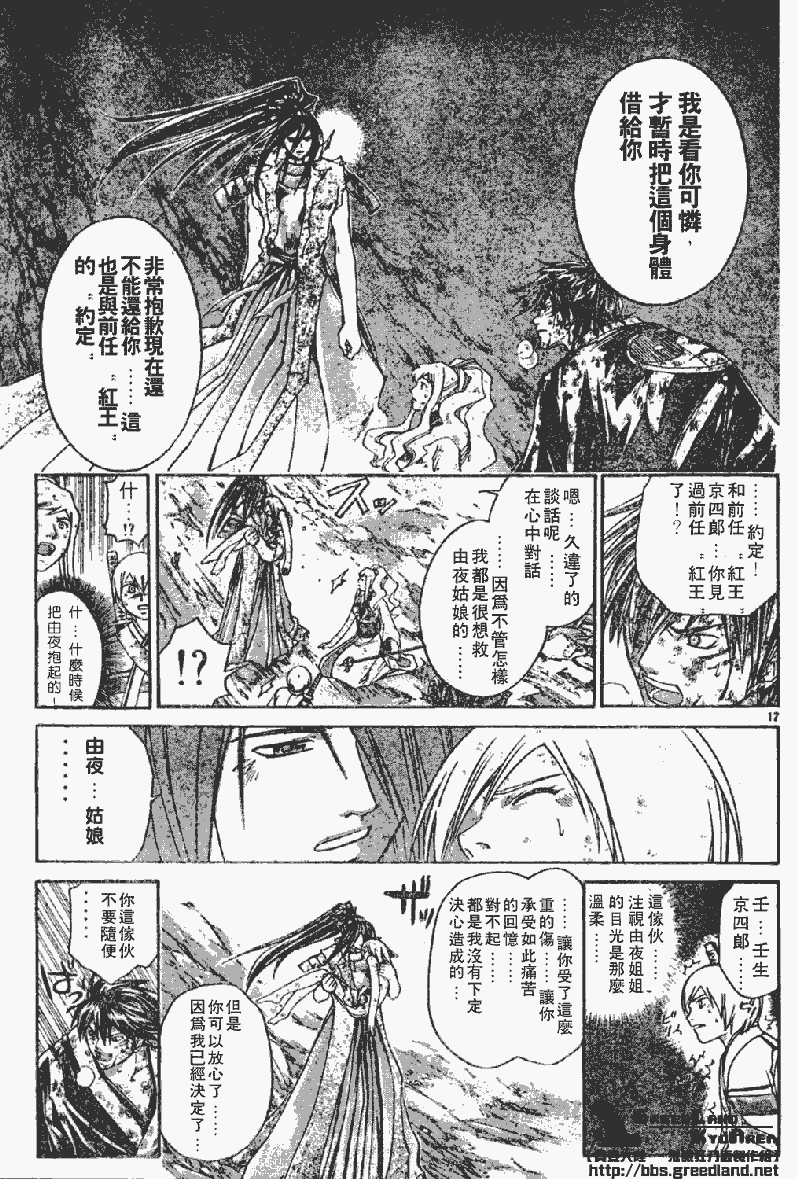 我是看你可憐，
才暫時把這個身體
借給你
非常抱歉現在還
不能還給你……這
也是與前任“紅王”
的“約定”
……約定！
和前任“紅王”
京四郎…你見
過前任“紅王”
了！？
嗯…久違了的
談話呢……
在心中對話
……因為不管怎樣
我都是很想救
由夜姑娘的……
スッ
!?
什…!?
什…什麼時候
把由夜抱起的！
17
由夜……姑娘
……
壬…壬生
京四郎……
這傢伙……
注視由夜姐姐
的目光是那麼
溫柔……
……讓你受了這麼
重的傷……讓你
承受如此痛苦
的回憶……
對不起……
都是我沒有下定
決心造成的…
但是
你可以放心了…
因為我已經決定了…
你這傢伙
不要隨便
……
GREEDLAND
http://bbs.greedland.net